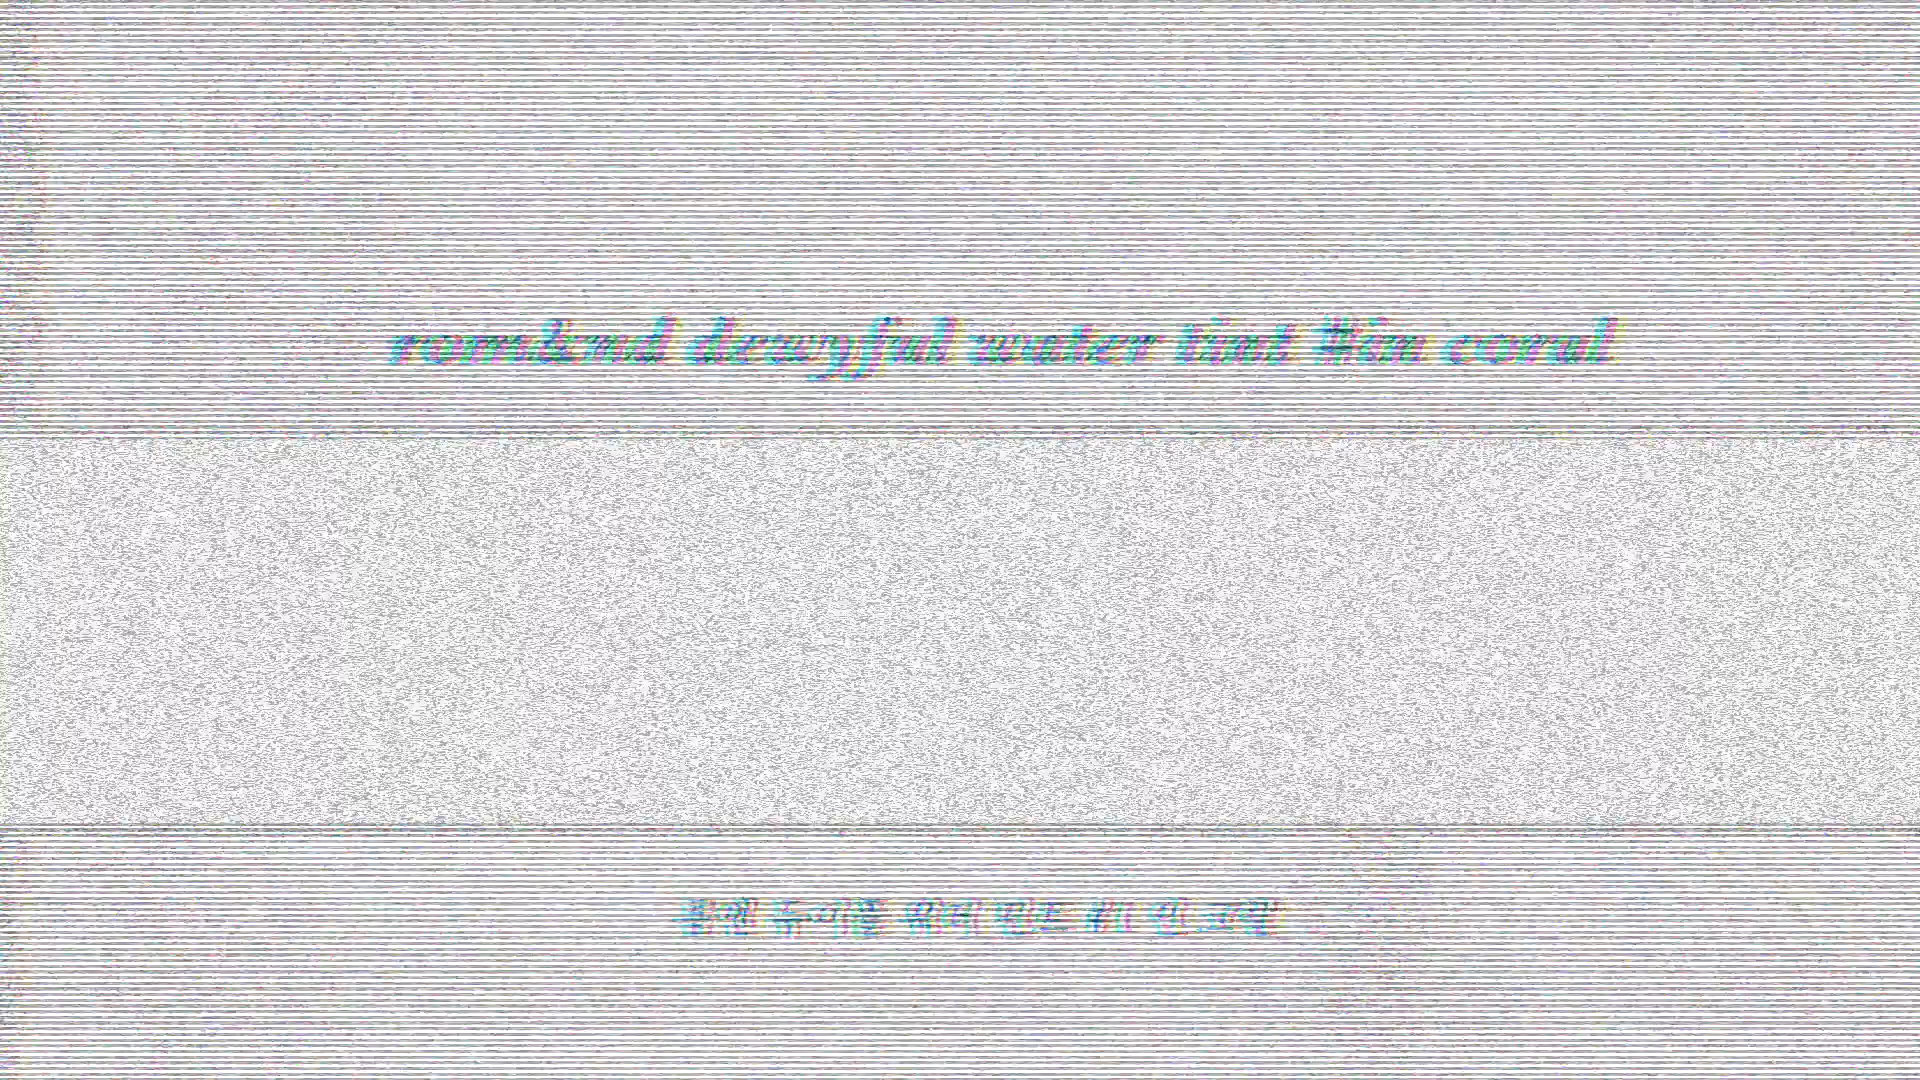 rom&nd dewyful water tint #in coral
롬앤 듀이풀 워터 틴트 #1 인 코랄